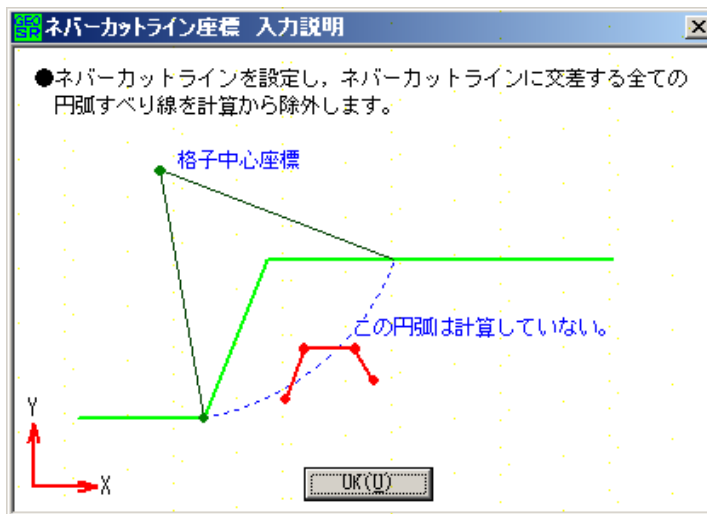 GEO SR
ネバーカットライン座標 入力説明
●ネバーカットラインを設定し，ネバーカットラインに交差する全ての
円弧すべり線を計算から除外します。
格子中心座標
この円弧は計算していない。
Y
X
OK(U)